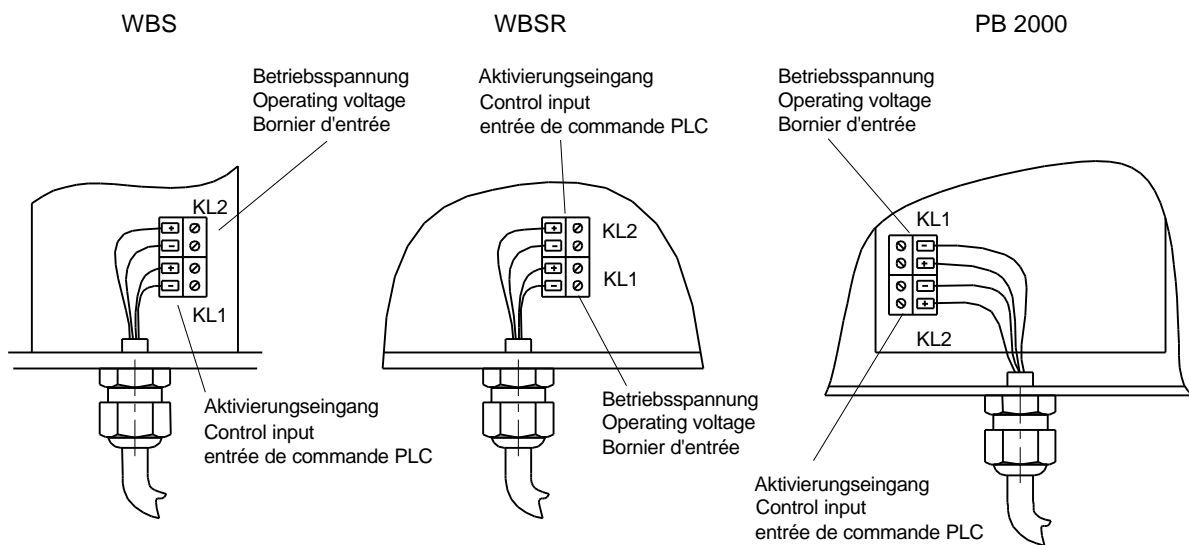 WBS
Betriebsspannung
Operating voltage
Bornier d'entrée
KL2
+
-
+
-
KL1
Aktivierungseingang
Control input
entrée de commande PLC
WBSR
Aktivierungseingang
Control input
entrée de commande PLC
+
-
+
-
KL2
KL1
Betriebsspannung
Operating voltage
Bornier d'entrée
PB 2000
Betriebsspannung
Operating voltage
Bornier d'entrée
KL1
-
+
-
+
KL2
Aktivierungseingang
Control input
entrée de commande PLC